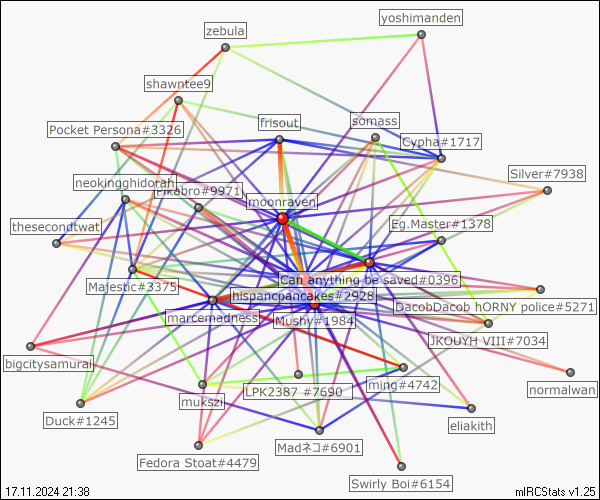 yoshimanden
zebula
shawntee9
somass
frisout
Pocket Persona#3326
Cypha#1717
Silver#7938
neokingghidorah
Pikabro#9971
moonraven
thesecondtwat
Eg.Master#1378
Can anything be saved#0396
Majestic#3375
hispancpancakes#2928
DacobDacob hORNY police#5271
marcemadness
Mushy#1984
JKOUYH VIII#7034
bigcitysamurai
ming#4742
normalwan
LPK2387 #7690
mukszi
Duck#1245
eliakith
Madネコ#6901
Fedora Stoat#4479
Swirly Boi#6154
17.11.2024 21:38
mIRCStats v1.25